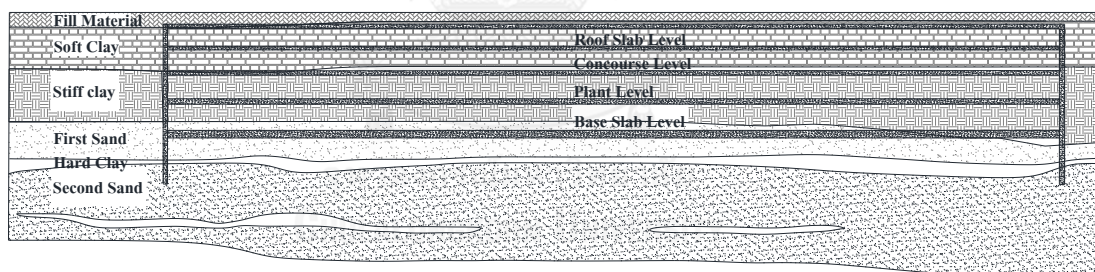 Fill Material
Soft Clay
Roof Slab Level
Concourse Level
Stiff clay
Plant Level
Base Slab Level
First Sand
Hard Clay
Second Sand